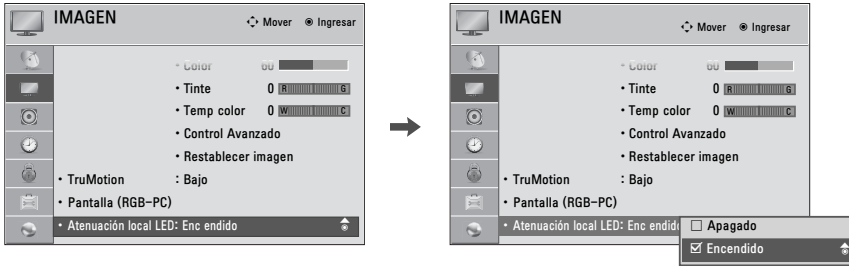 IMAGEN
Mover Ingresar
• Color 60
• Tinte 0 R G
• Temp color 0 W C
• Control Avanzado
• Restablecer imagen
• TruMotion : Bajo
• Pantalla (RGB-PC)
• Atenuación local LED: Enc endido
IMAGEN
Mover Ingresar
• Color 60
• Tinte 0 R G
• Temp color 0 W C
• Control Avanzado
• Restablecer imagen
• TruMotion : Bajo
• Pantalla (RGB-PC)
• Atenuación local LED: Enc endido
Apagado
Encendido